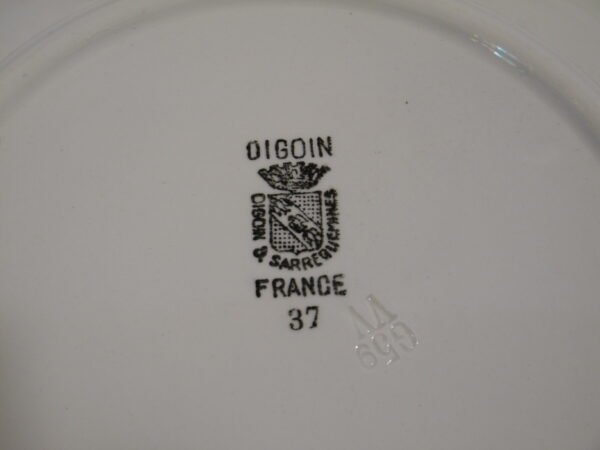 DIGOIN
DIGOIN & SARREGUEMINES
FRANCE
37